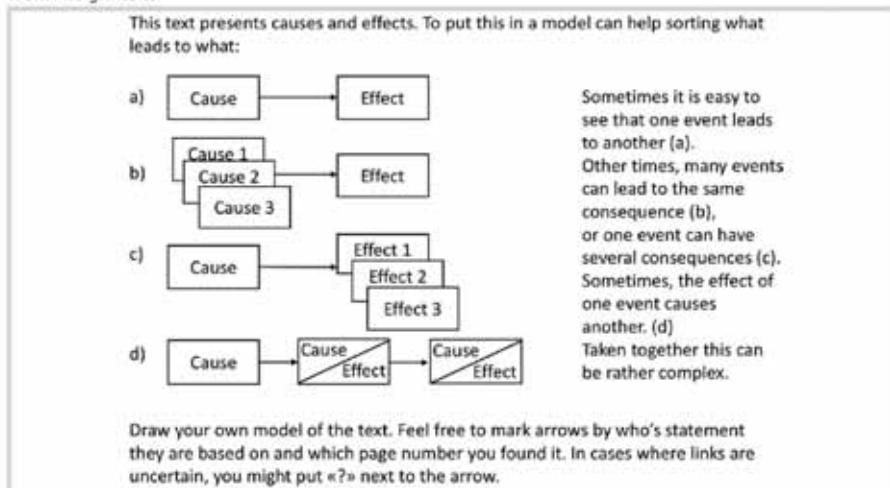 This text presents causes and effects. To put this in a model can help sorting what
leads to what:
a)
Cause
Effect
Sometimes it is easy to
see that one event leads
to another (a).
Other times, many events
can lead to the same
consequence (b),
or one event can have
several consequences (c).
Sometimes, the effect of
one event causes
another. (d)
Taken together this can
be rather complex.
b)
Cause 1
Cause 2
Cause 3
Effect
c)
Cause
Effect 1
Effect 2
Effect 3
d)
Cause
Cause
Effect
Cause
Effect
Draw your own model of the text. Feel free to mark arrows by who's statement
they are based on and which page number you found it. In cases where links are
uncertain, you might put «?» next to the arrow.